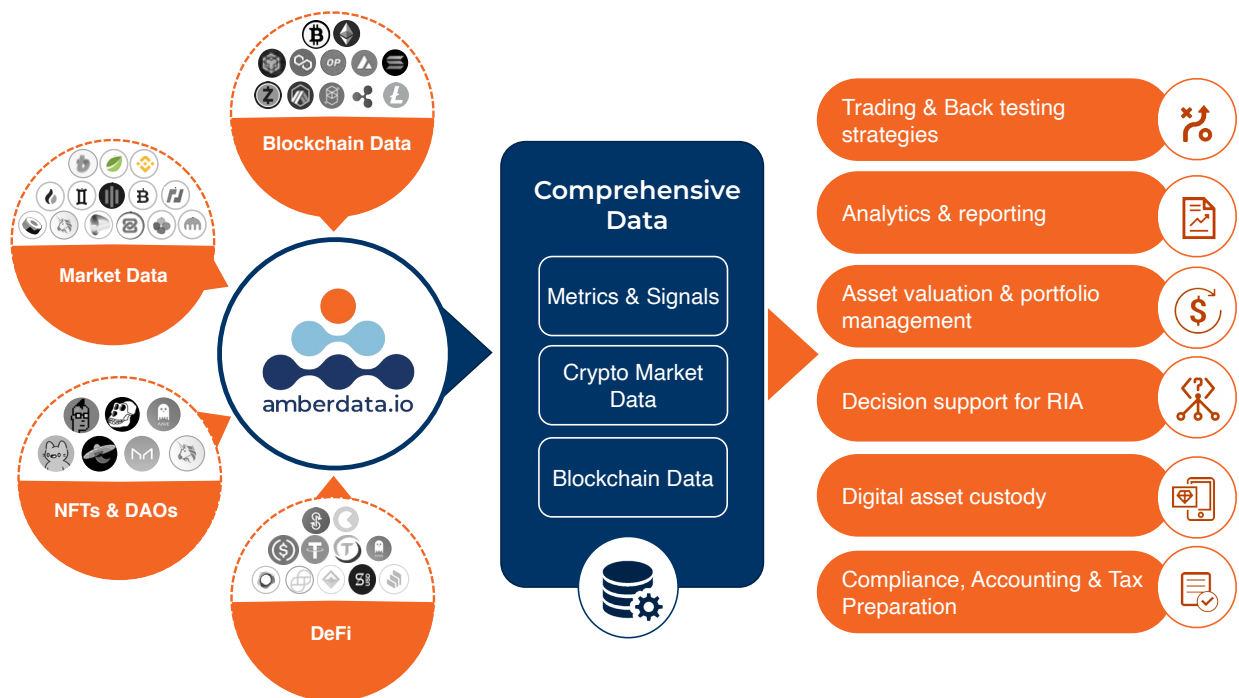 Blockchain Data
Market Data
NFTs & DAOs
DeFi
OP
amberdata.io
Comprehensive
Data
Metrics & Signals
Crypto Market
Data
Blockchain Data
Trading & Back testing
strategies
Analytics & reporting
Asset valuation & portfolio
management
Decision support for RIA
Digital asset custody
Compliance, Accounting & Tax
Preparation